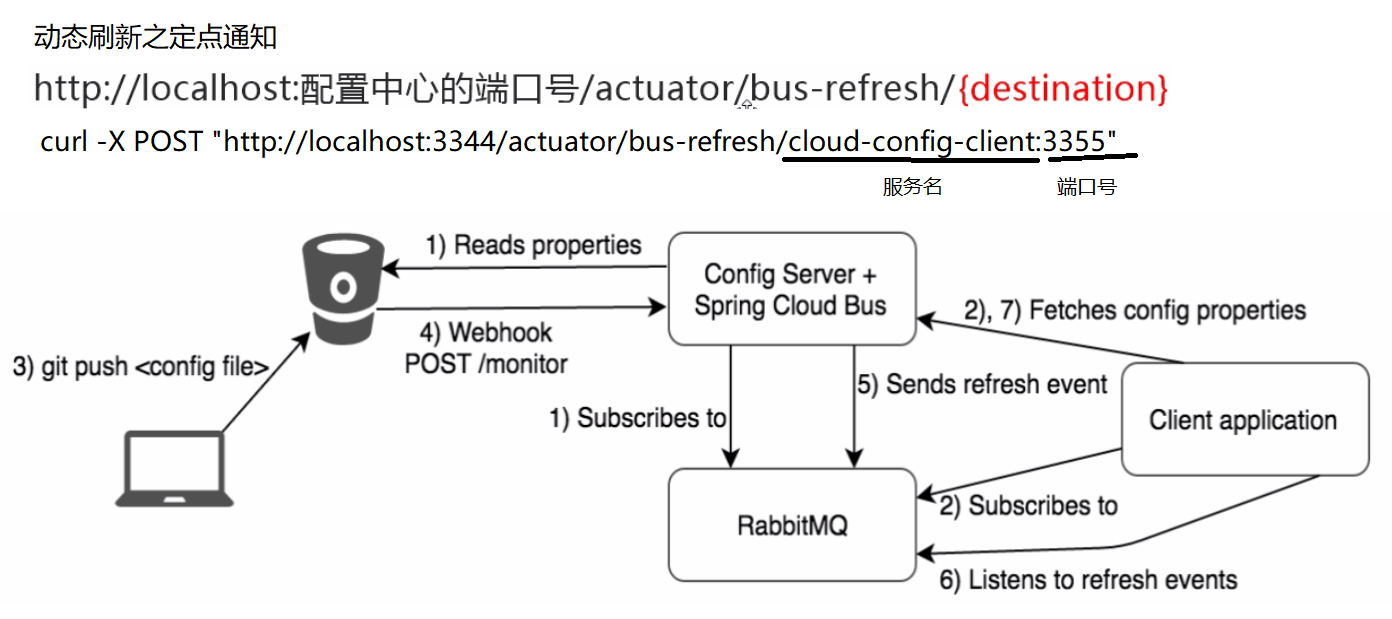 动态刷新之定点通知
http://localhost:配置中心的端口号/actuator/bus-refresh/{destination}
curl -X POST "http://localhost:3344/actuator/bus-refresh/cloud-config-client:3355"
服务名
端口号
1) Reads properties
Config Server +
Spring Cloud Bus
2), 7) Fetches config properties
4) Webhook
POST /monitor
3) git push <config file>
5) Sends refresh event
1) Subscribes to
Client application
RabbitMQ
2) Subscribes to
6) Listens to refresh events